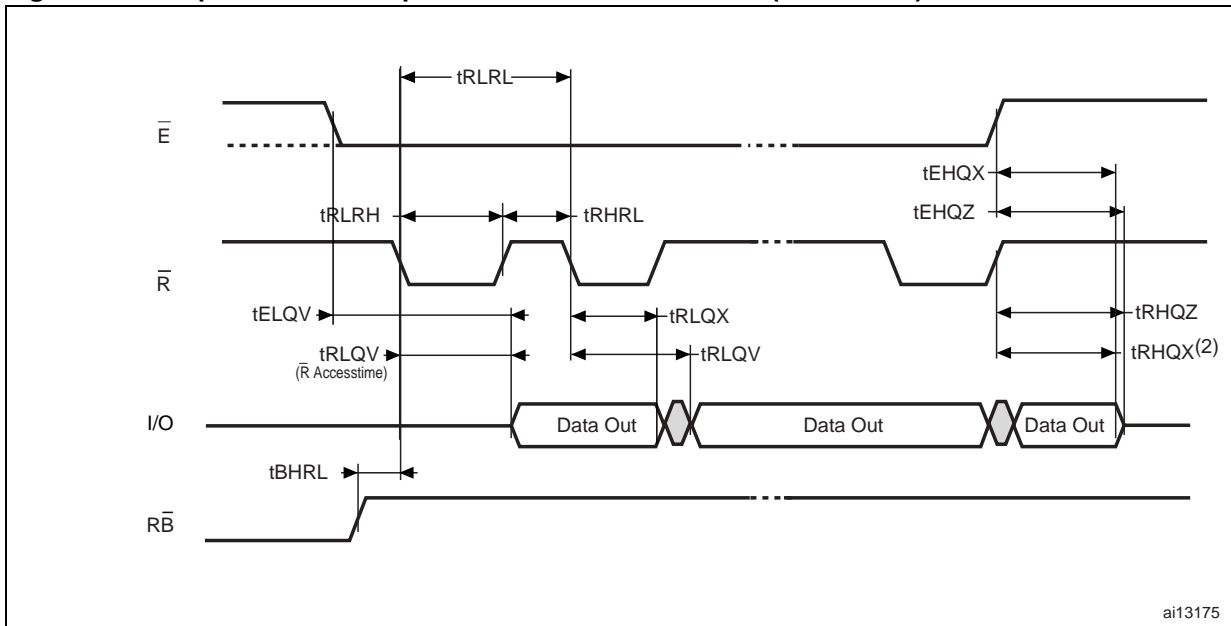 tRLRL
E̅
tEHQX
tEHQZ
tRLRH
tRHRL
R̅
tELQV
tRLQX
tRHQZ
tRLQV
(R̅ Accesstime)
tRLQV
tRHQX(2)
I/O
Data Out
Data Out
Data Out
tBHRL
RB̅
ai13175